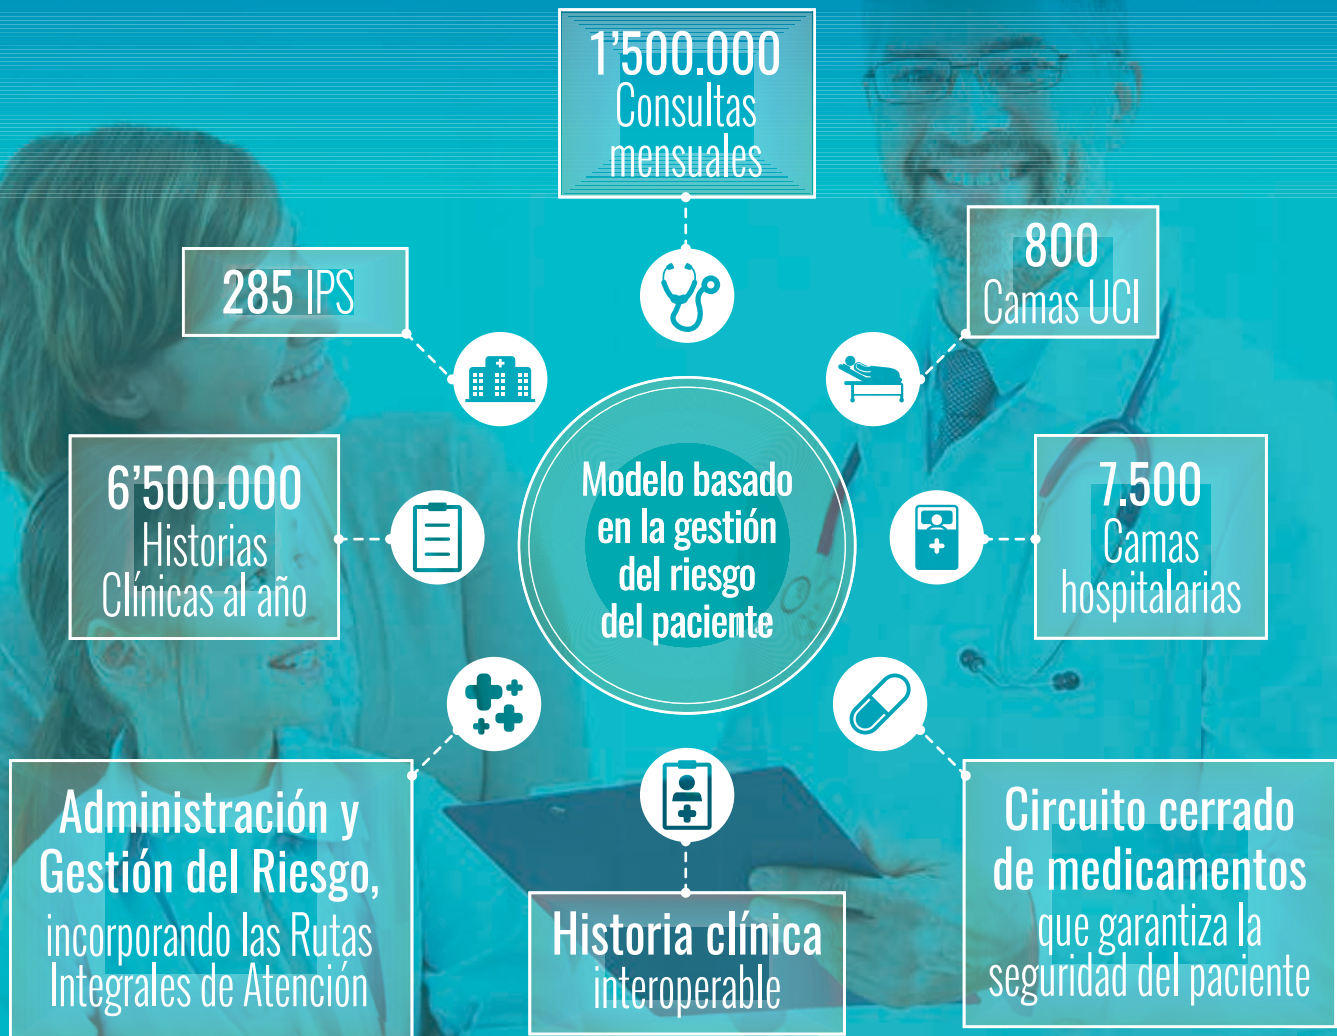 1'500.000
Consultas
mensuales
285 IPS
800
Camas UCI
6'500.000
Historias
Clínicas al año
Modelo basado
en la gestión
del riesgo
del paciente
7.500
Camas
hospitalarias
Administración y
Gestión del Riesgo,
incorporando las Rutas
Integrales de Atención
Historia clínica
interoperable
Circuito cerrado
de medicamentos
que garantiza la
seguridad del paciente